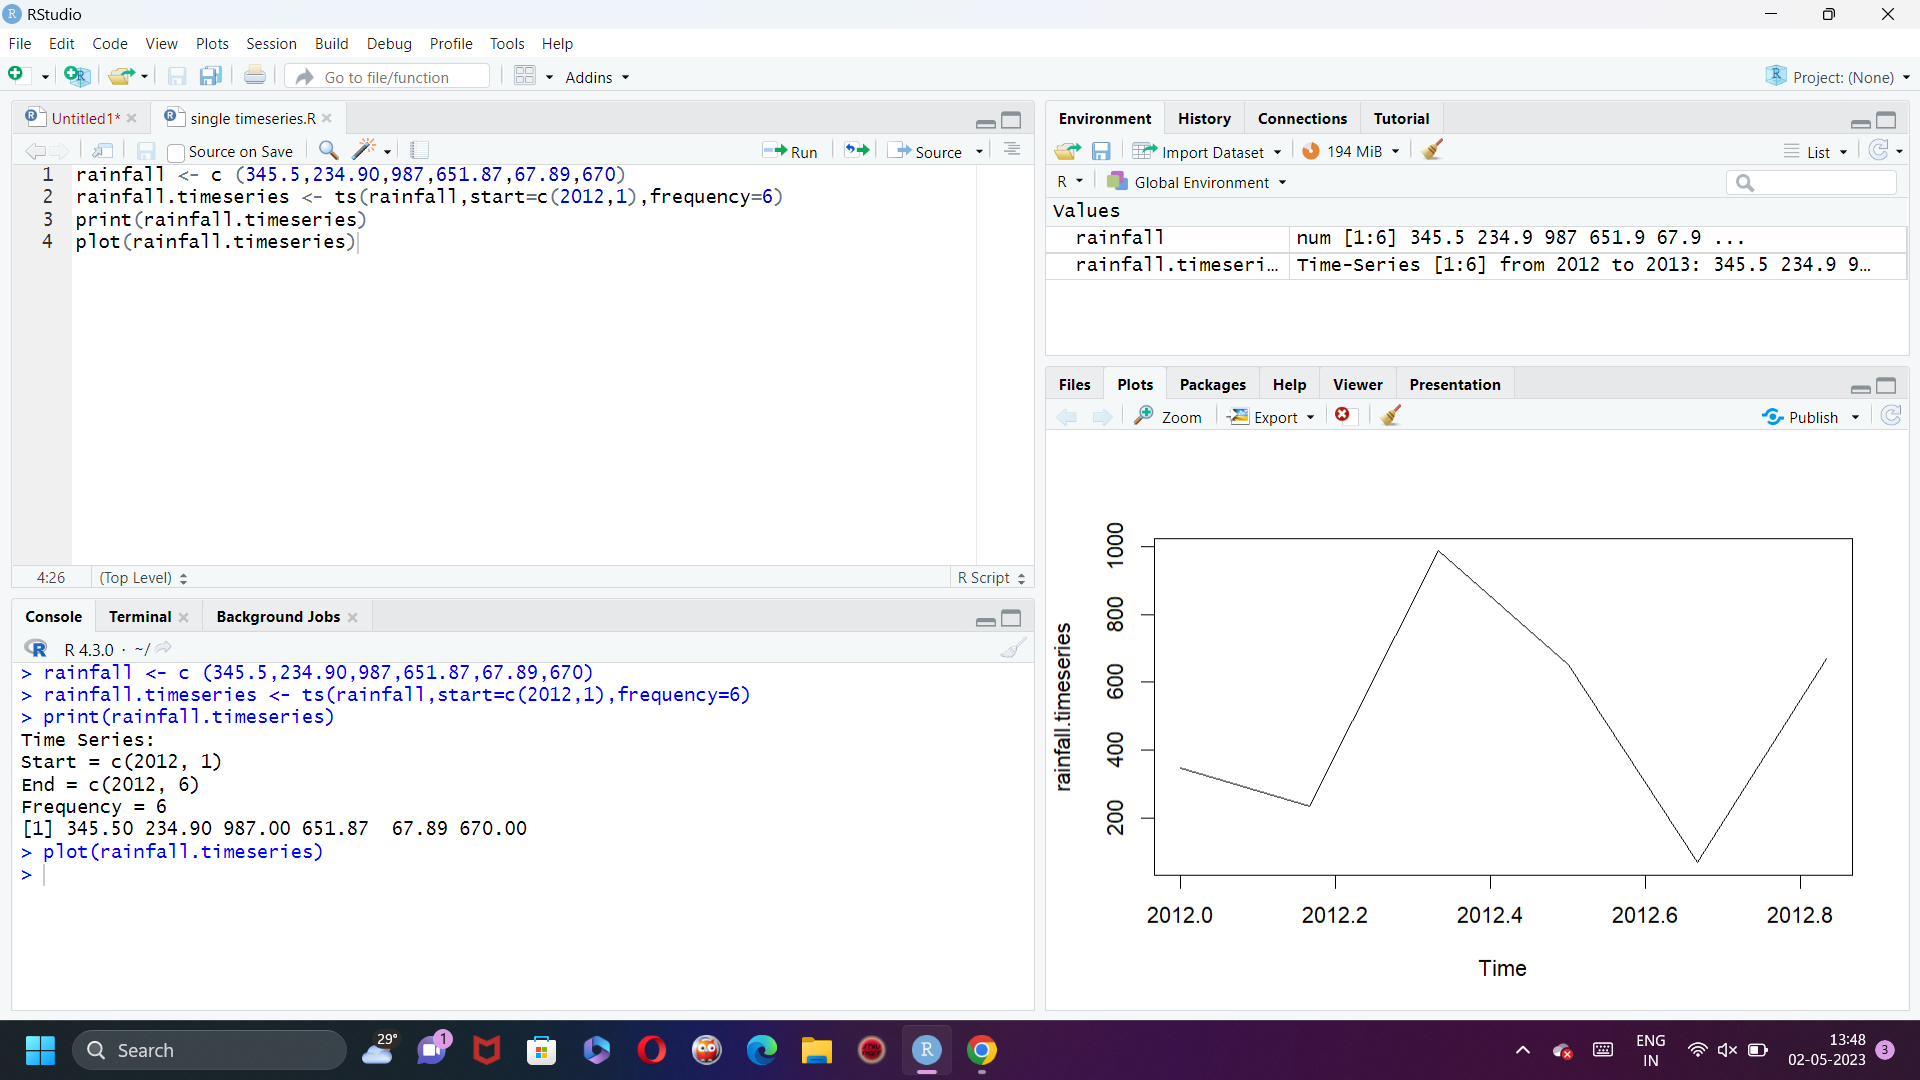 RStudio
File Edit Code View Plots Session Build Debug Profile Tools Help
Go to file/function Addins Project: (None)
Untitled1* single timeseries.R
Source on Save Run Source
1 rainfall <- c (345.5,234.90,987,651.87,67.89,670)
2 rainfall.timeseries <- ts(rainfall,start=c(2012,1),frequency=6)
3 print(rainfall.timeseries)
4 plot(rainfall.timeseries)
4:26 (Top Level) R Script
Console Terminal Background Jobs
R 4.3.0 · ~/
> rainfall <- c (345.5,234.90,987,651.87,67.89,670)
> rainfall.timeseries <- ts(rainfall,start=c(2012,1),frequency=6)
> print(rainfall.timeseries)
Time Series:
Start = c(2012, 1)
End = c(2012, 6)
Frequency = 6
[1] 345.50 234.90 987.00 651.87  67.89 670.00
> plot(rainfall.timeseries)
>
Environment History Connections Tutorial
Import Dataset 194 MiB List
R Global Environment
Values
rainfall num [1:6] 345.5 234.9 987 651.9 67.9 ...
rainfall.timeseri… Time-Series [1:6] from 2012 to 2013: 345.5 234.9 9…
Files Plots Packages Help Viewer Presentation
Zoom Export Publish
rainfall.timeseries
1000
800
600
400
200
2012.0 2012.2 2012.4 2012.6 2012.8
Time
Search 29° 1
ENG
IN
13:48
02-05-2023
3